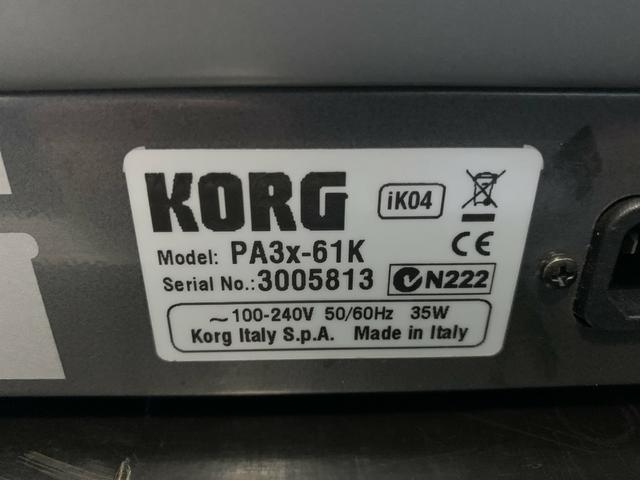 KORG
iK04
Model: PA3x-61K
CE
Serial No.: 3005813
N222
~ 100-240V 50/60Hz 35W
Korg Italy S.p.A. Made in Italy